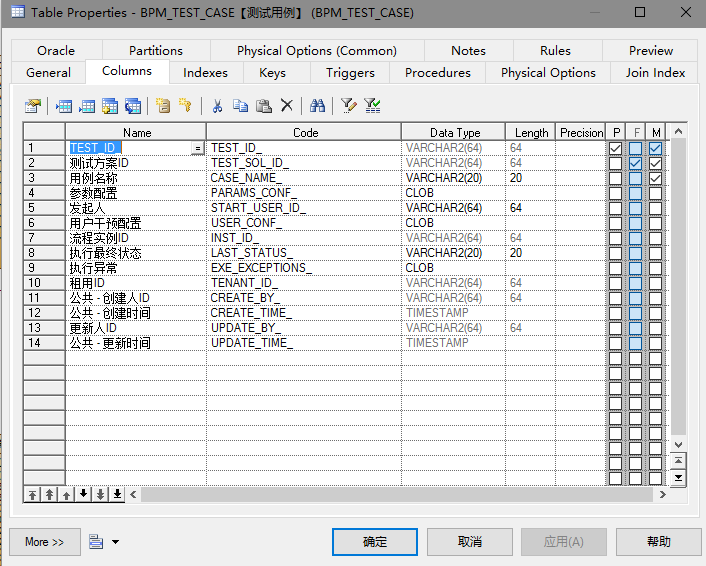 Table Properties - BPM_TEST_CASE【测试用例】 (BPM_TEST_CASE)
Oracle Partitions Physical Options (Common) Notes Rules Preview
General Columns Indexes Keys Triggers Procedures Physical Options Join Index
Name Code Data Type Length Precision P F M
1 TEST_ID_ = TEST_ID_ VARCHAR2(64) 64
2 测试方案ID TEST_SOL_ID_ VARCHAR2(64) 64
3 用例名称 CASE_NAME_ VARCHAR2(20) 20
4 参数配置 PARAMS_CONF_ CLOB
5 发起人 START_USER_ID_ VARCHAR2(64) 64
6 用户干预配置 USER_CONF_ CLOB
7 流程实例ID INST_ID_ VARCHAR2(64) 64
8 执行最终状态 LAST_STATUS_ VARCHAR2(20) 20
9 执行异常 EXE_EXCEPTIONS_ CLOB
10 租用ID TENANT_ID_ VARCHAR2(64) 64
11 公共 - 创建人ID CREATE_BY_ VARCHAR2(64) 64
12 公共 - 创建时间 CREATE_TIME_ TIMESTAMP
13 更新人ID UPDATE_BY_ VARCHAR2(64) 64
14 公共 - 更新时间 UPDATE_TIME_ TIMESTAMP
More >> 确定 取消 应用(A) 帮助